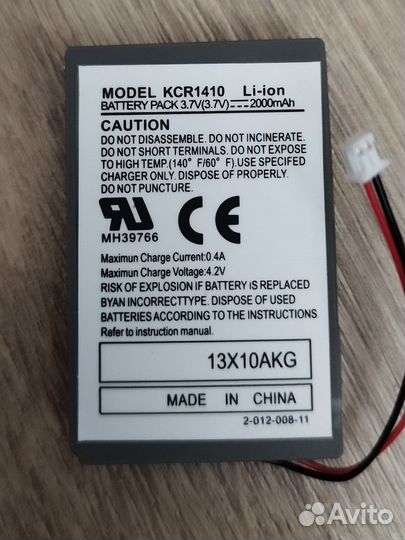 MODEL KCR1410 Li-ion
BATTERY PACK 3.7V(3.7V)⎓2000mAh
CAUTION
DO NOT DISASSEMBLE. DO NOT INCINERATE.
DO NOT SHORT TERMINALS. DO NOT EXPOSE
TO HIGH TEMP.(140°F/60°F). USE SPECIFED
CHARGER ONLY. DISPOSE OF PROPERLY.
UR CE
MH39766
Maximun Charge Current:0.4A
Maximun Charge Voltage:4.2V
RISK OF EXPLOSION IF BATTERY IS REPLACED
BYAN INCORRECTTYPE. DISPOSE OF USED
BATTERIES ACCORDING TO THE INSTRUCTIONS.
Refer to instruction manual.
13X10AKG
MADE IN CHINA
2-012-008-11
Avito